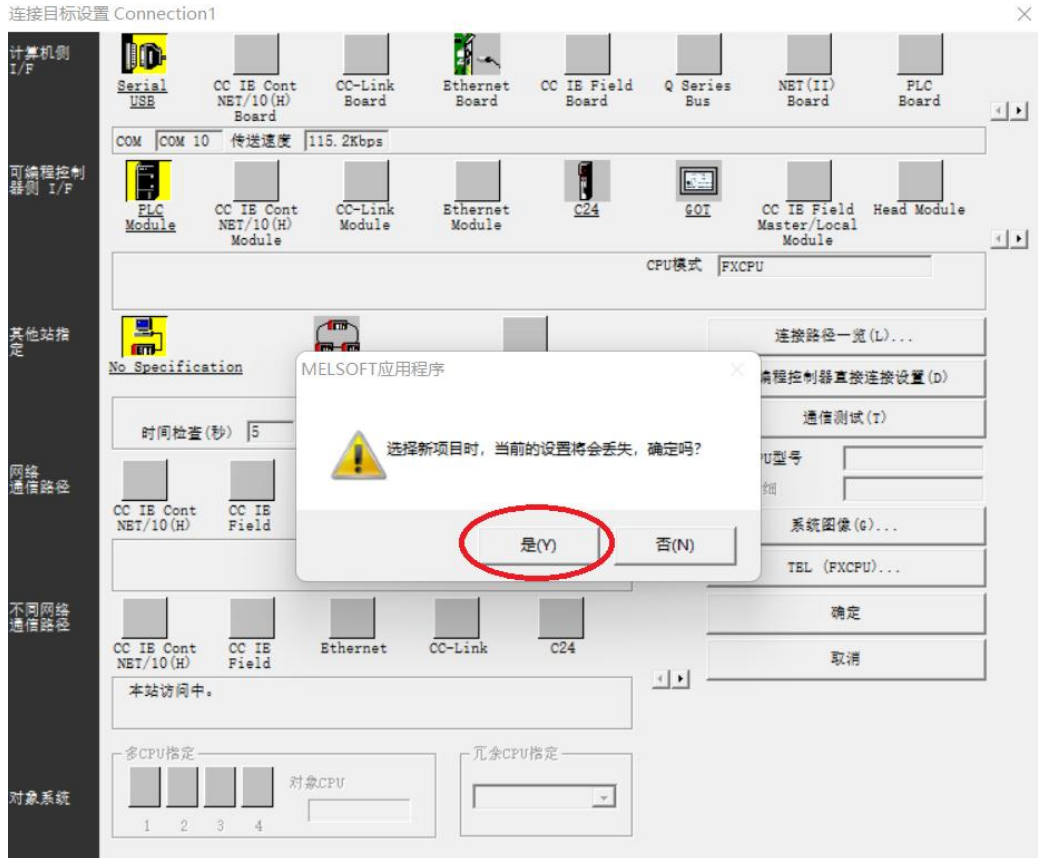 连接目标设置 Connection1
计算机侧
I/F
Serial
USB
CC IE Cont
NET/10(H)
Board
CC-Link
Board
Ethernet
Board
CC IE Field
Board
Q Series
Bus
NET(II)
Board
PLC
Board
COM COM 10 传送速度 115.2Kbps
可编程控制
器侧 I/F
PLC
Module
CC IE Cont
NET/10(H)
Module
CC-Link
Module
Ethernet
Module
C24
GOT
CC IE Field
Master/Local
Module
Head Module
CPU模式 FXCPU
其他站指
定
No Specification
时间检查(秒) 5
连接路径一览(L)...
编程控制器直接连接设置(D)
通信测试(T)
PU型号
细
系统图像(G)...
TEL (FXCPU)...
确定
取消
MELSOFT应用程序
选择新项目时，当前的设置将会丢失，确定吗？
是(Y)
否(N)
网络
通信路径
CC IE Cont
NET/10(H)
CC IE
Field
不同网络
通信路径
CC IE Cont
NET/10(H)
CC IE
Field
Ethernet
CC-Link
C24
本站访问中。
对象系统
多CPU指定
1 2 3 4
对象CPU
冗余CPU指定